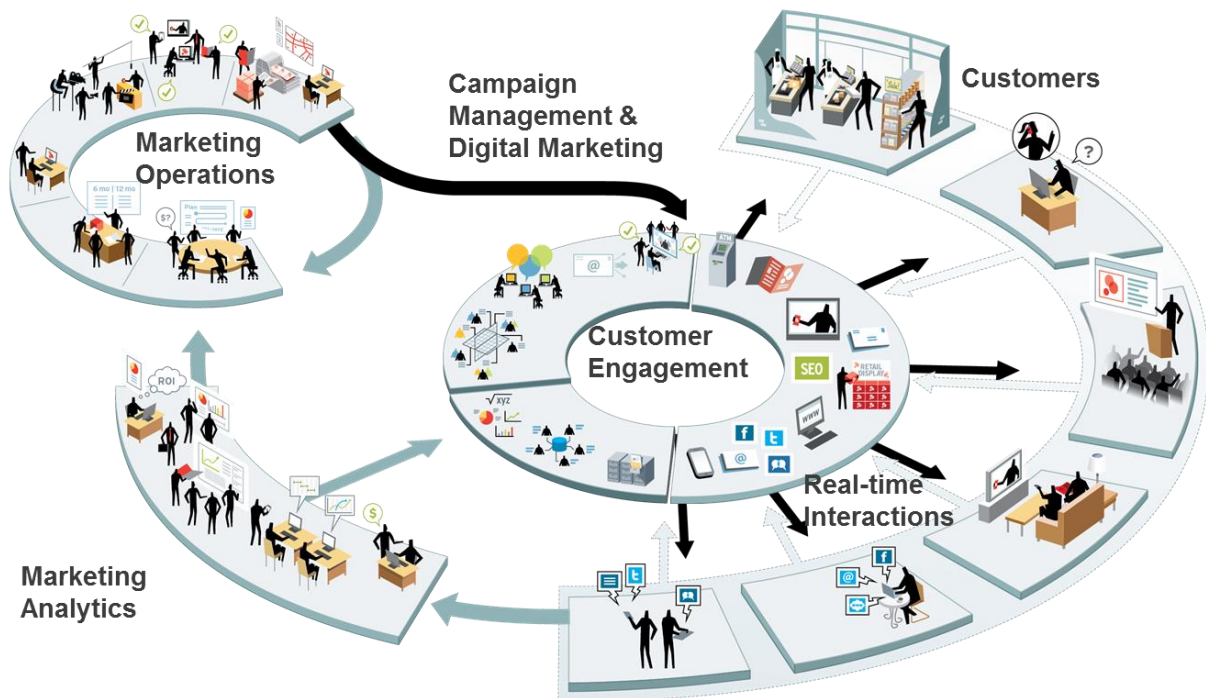 Campaign
Management &
Digital Marketing
Customers
Marketing
Operations
6 mo | 12 mo
Plan
$?
?
ATM
@
Customer
Engagement
SEO
RETAIL
DISPLAY
WWW
f
t
@
√xyz
ROI
$
Real-time
Interactions
Marketing
Analytics
t
f
@